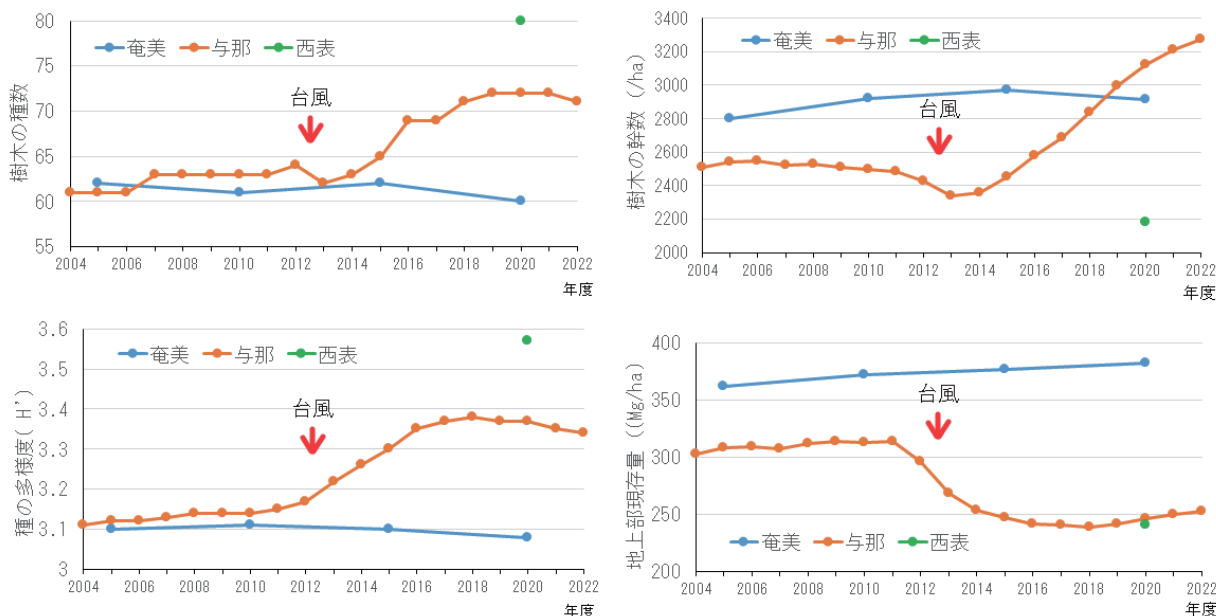 樹木の種数
80
75
70
65
60
55
奄美 与那 西表
台風
2004 2006 2008 2010 2012 2014 2016 2018 2020 2022
年度
樹木の幹数 (/ha)
3400
3200
3000
2800
2600
2400
2200
2000
奄美 与那 西表
台風
2004 2006 2008 2010 2012 2014 2016 2018 2020 2022
年度
種の多様度( H')
3.6
3.5
3.4
3.3
3.2
3.1
3
奄美 与那 西表
台風
2004 2006 2008 2010 2012 2014 2016 2018 2020 2022
年度
地上部現存量 ((Mg/ha)
400
350
300
250
200
台風
奄美 与那 西表
2004 2006 2008 2010 2012 2014 2016 2018 2020 2022
年度